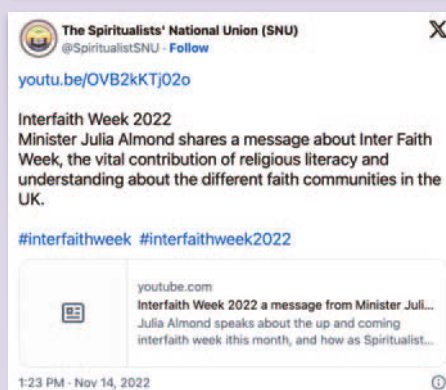 The Spiritualists' National Union (SNU)
@SpiritualistSNU · Follow
youtu.be/OVB2kKTj02o
Interfaith Week 2022
Minister Julia Almond shares a message about Inter Faith
Week, the vital contribution of religious literacy and
understanding about the different faith communities in the
UK.
#interfaithweek #interfaithweek2022
youtube.com
Interfaith Week 2022 a message from Minister Juli...
Julia Almond speaks about the up and coming
interfaith week ithis month, and how as Spiritualist...
1:23 PM · Nov 14, 2022